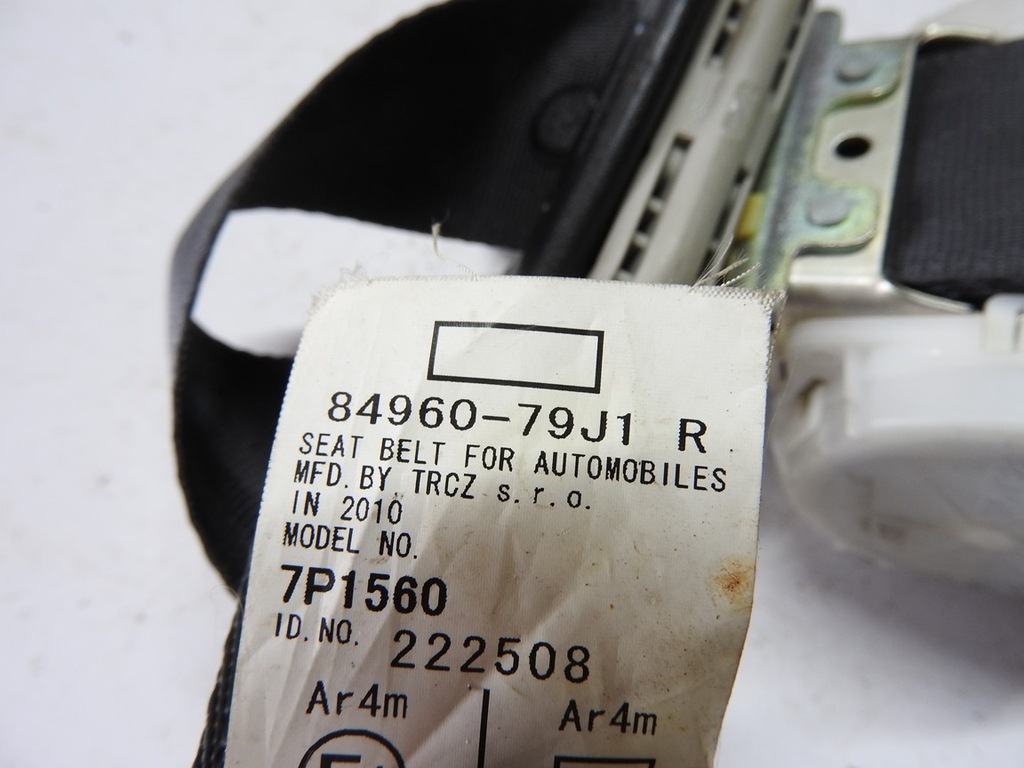 84960-79J1 R
SEAT BELT FOR AUTOMOBILES
MFD. BY TRCZ s.r.o.
IN 2010
MODEL NO.
7P1560
ID. NO. 222508
Ar4m Ar4m